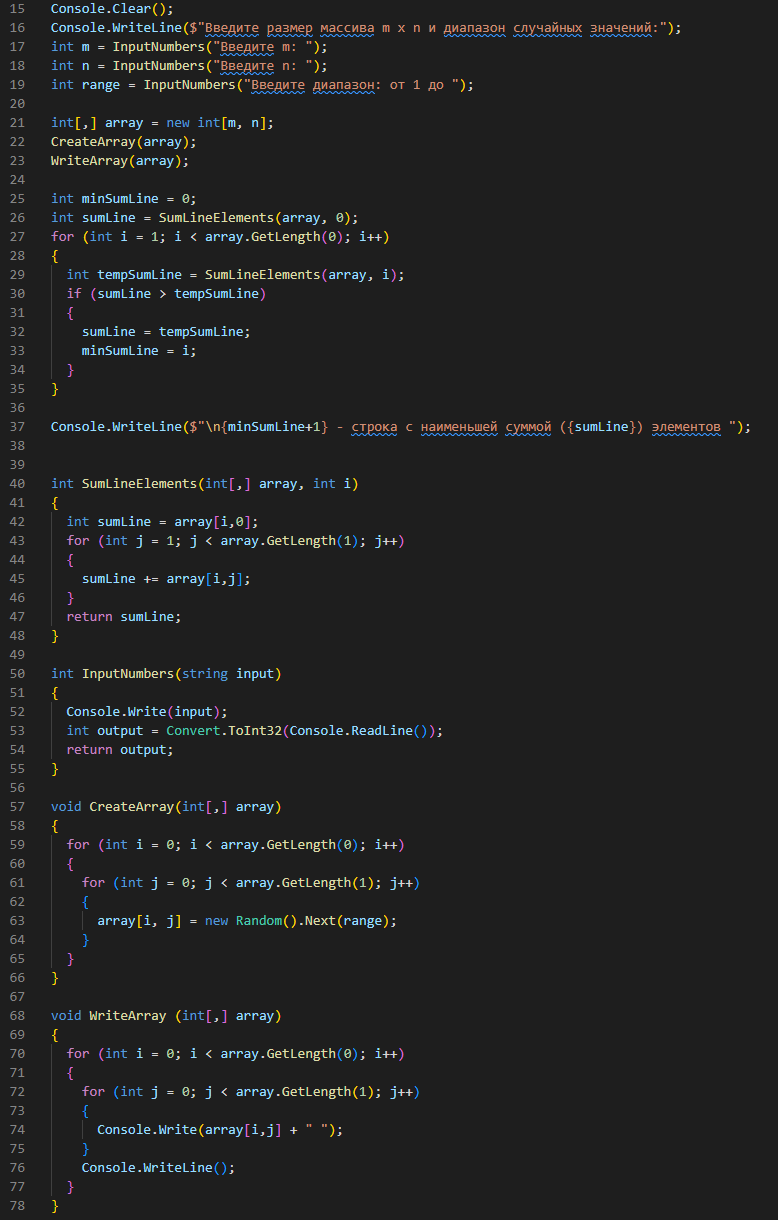 15 Console.Clear();
16 Console.WriteLine($"Введите размер массива m x n и диапазон случайных значений:");
17 int m = InputNumbers("Введите m: ");
18 int n = InputNumbers("Введите n: ");
19 int range = InputNumbers("Введите диапазон: от 1 до ");
20
21 int[,] array = new int[m, n];
22 CreateArray(array);
23 WriteArray(array);
24
25 int minSumLine = 0;
26 int sumLine = SumLineElements(array, 0);
27 for (int i = 1; i < array.GetLength(0); i++)
28 {
29   int tempSumLine = SumLineElements(array, i);
30   if (sumLine > tempSumLine)
31   {
32     sumLine = tempSumLine;
33     minSumLine = i;
34   }
35 }
36
37 Console.WriteLine($"\n{minSumLine+1} - строка с наименьшей суммой ({sumLine}) элементов ");
38
39
40 int SumLineElements(int[,] array, int i)
41 {
42   int sumLine = array[i,0];
43   for (int j = 1; j < array.GetLength(1); j++)
44   {
45     sumLine += array[i,j];
46   }
47   return sumLine;
48 }
49
50 int InputNumbers(string input)
51 {
52   Console.Write(input);
53   int output = Convert.ToInt32(Console.ReadLine());
54   return output;
55 }
56
57 void CreateArray(int[,] array)
58 {
59   for (int i = 0; i < array.GetLength(0); i++)
60   {
61     for (int j = 0; j < array.GetLength(1); j++)
62     {
63       array[i, j] = new Random().Next(range);
64     }
65   }
66 }
67
68 void WriteArray (int[,] array)
69 {
70   for (int i = 0; i < array.GetLength(0); i++)
71   {
72     for (int j = 0; j < array.GetLength(1); j++)
73     {
74       Console.Write(array[i,j] + " ");
75     }
76     Console.WriteLine();
77   }
78 }